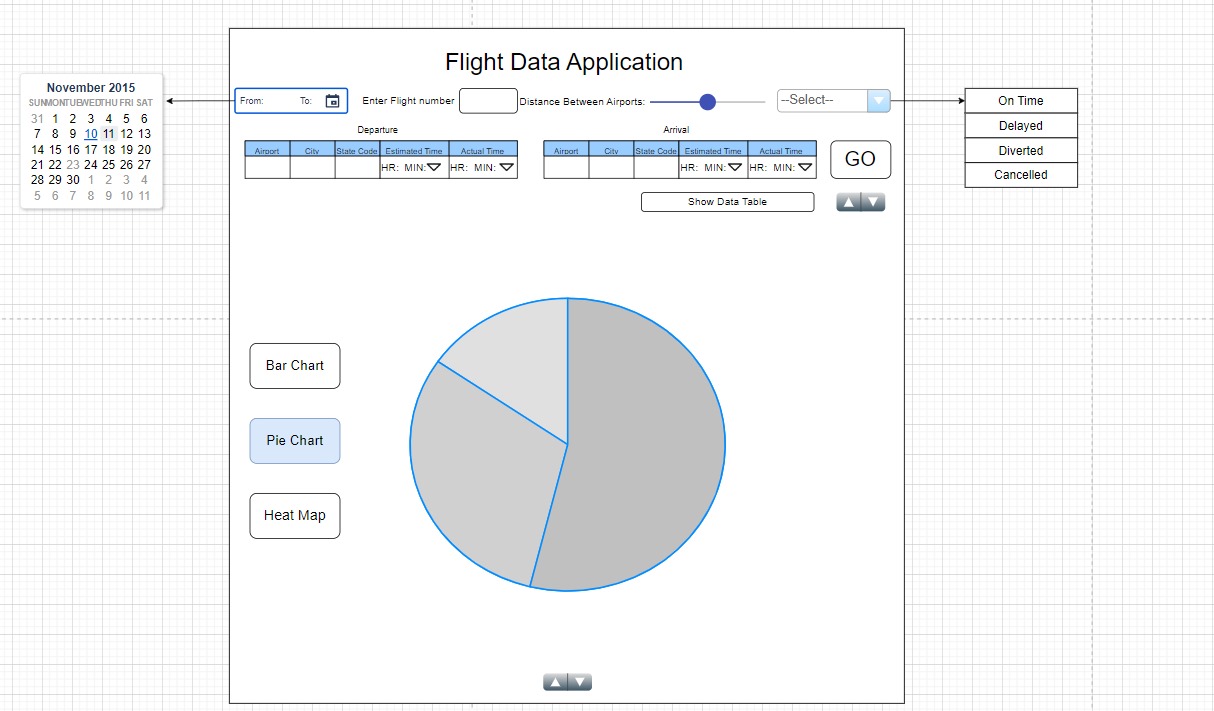 Flight Data Application
November 2015
SUN MON TUE WED THU FRI SAT
31 1 2 3 4 5 6
7 8 9 10 11 12 13
14 15 16 17 18 19 20
21 22 23 24 25 26 27
28 29 30 1 2 3 4
5 6 7 8 9 10 11
From: To: Enter Flight number Distance Between Airports: --Select--
On Time
Delayed
Diverted
Cancelled
Departure Arrival
Airport City State Code Estimated Time Actual Time Airport City State Code Estimated Time Actual Time
HR: MIN: HR: MIN: HR: MIN: HR: MIN:
GO
Show Data Table
Bar Chart
Pie Chart
Heat Map